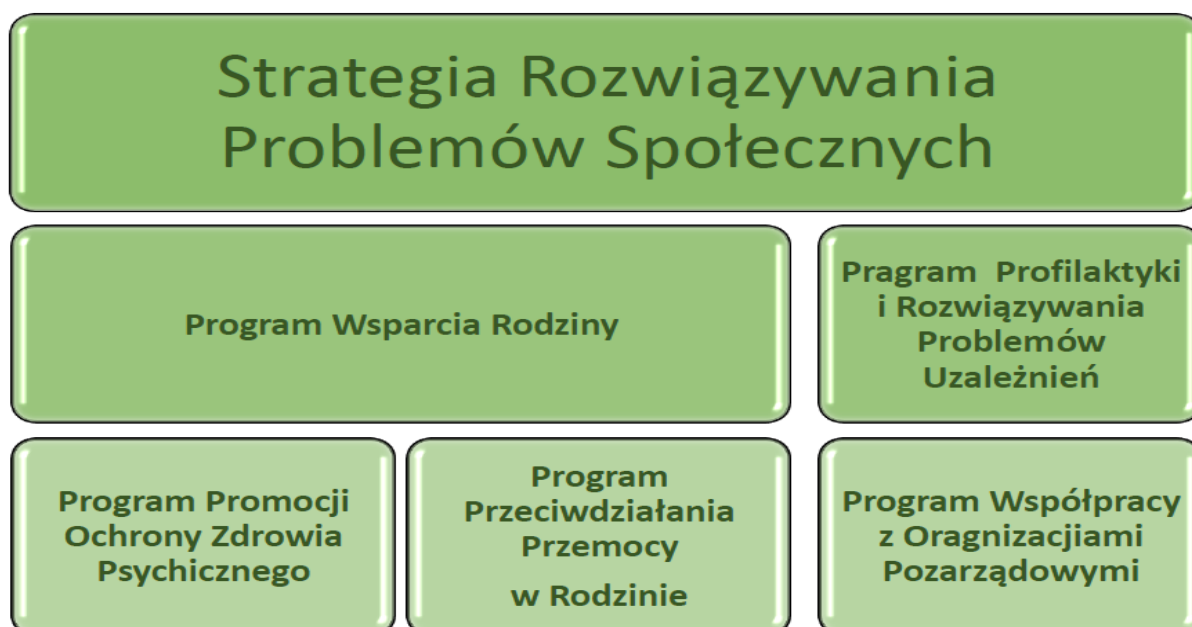 Strategia Rozwiązywania
Problemów Społecznych
Program Wsparcia Rodziny
Pragram Profilaktyki
i Rozwiązywania
Problemów
Uzależnień
Program Promocji
Ochrony Zdrowia
Psychicznego
Program
Przeciwdziałania
Przemocy
w Rodzinie
Program Współpracy
z Oragnizacjiami
Pozarządowymi